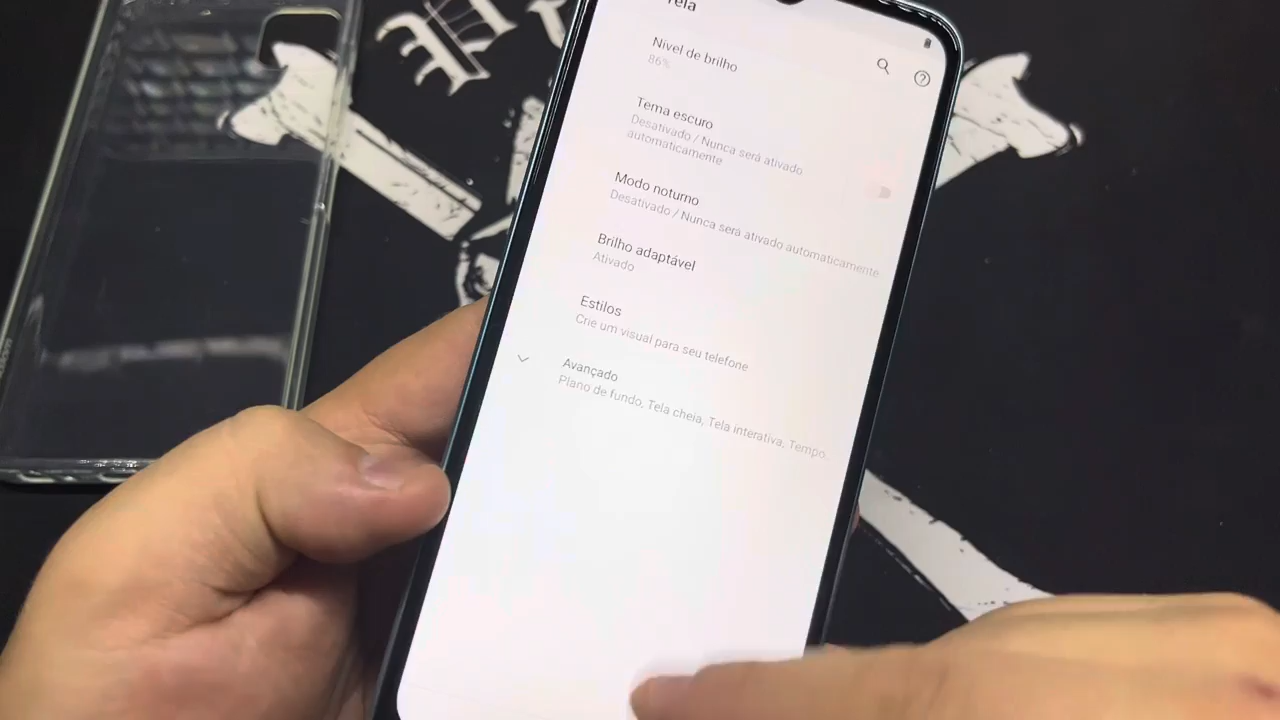 Tela
Nível de brilho
86%
Tema escuro
Desativado / Nunca será ativado
automaticamente
Modo noturno
Desativado / Nunca será ativado automaticamente
Brilho adaptável
Ativado
Estilos
Crie um visual para seu telefone
Avançado
Plano de fundo, Tela cheia, Tela interativa, Tempo..